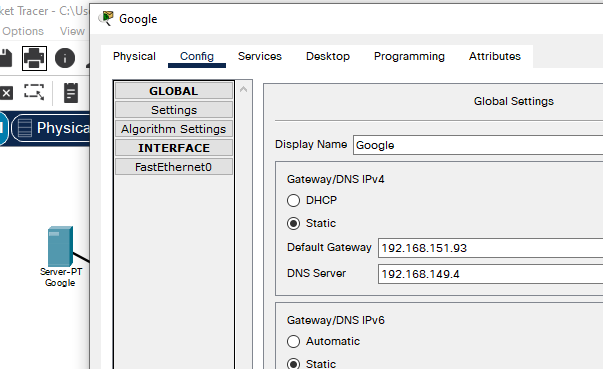 ket Tracer - C:\Us
Google
Options View
Physical Config Services Desktop Programming Attributes
GLOBAL
Settings
Algorithm Settings
INTERFACE
FastEthernet0
Physica
Server-PT
Google
Global Settings
Display Name Google
Gateway/DNS IPv4
DHCP
Static
Default Gateway 192.168.151.93
DNS Server 192.168.149.4
Gateway/DNS IPv6
Automatic
Static